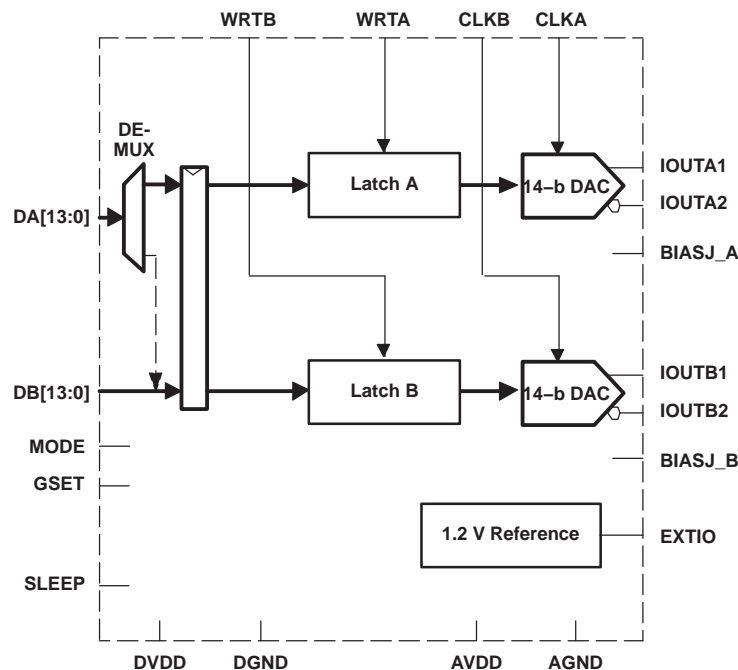 WRTB
WRTA
CLKB
CLKA
DE-
MUX
DA[13:0]
Latch A
14–b DAC
IOUTA1
IOUTA2
BIASJ_A
DB[13:0]
Latch B
14–b DAC
IOUTB1
IOUTB2
BIASJ_B
MODE
GSET
1.2 V Reference
EXTIO
SLEEP
DVDD
DGND
AVDD
AGND